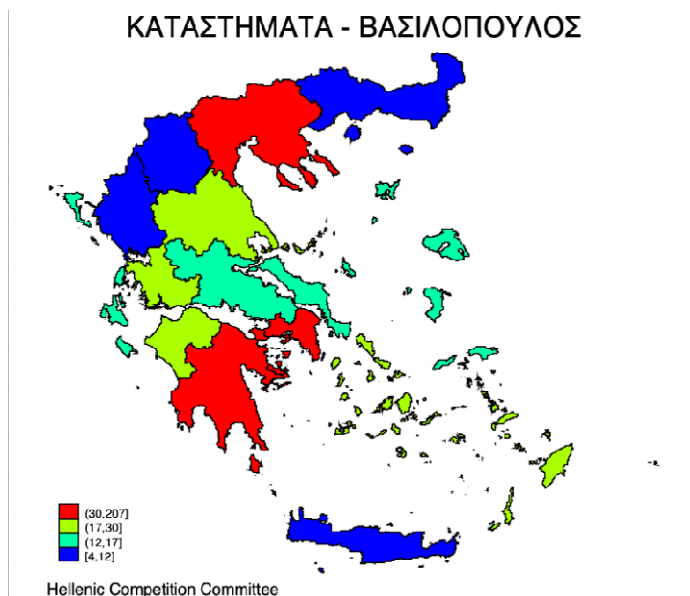 ΚΑΤΑΣΤΗΜΑΤΑ - ΒΑΣΙΛΟΠΟΥΛΟΣ
(30,207]
(17,30]
(12,17]
[4,12]
Hellenic Competition Committee